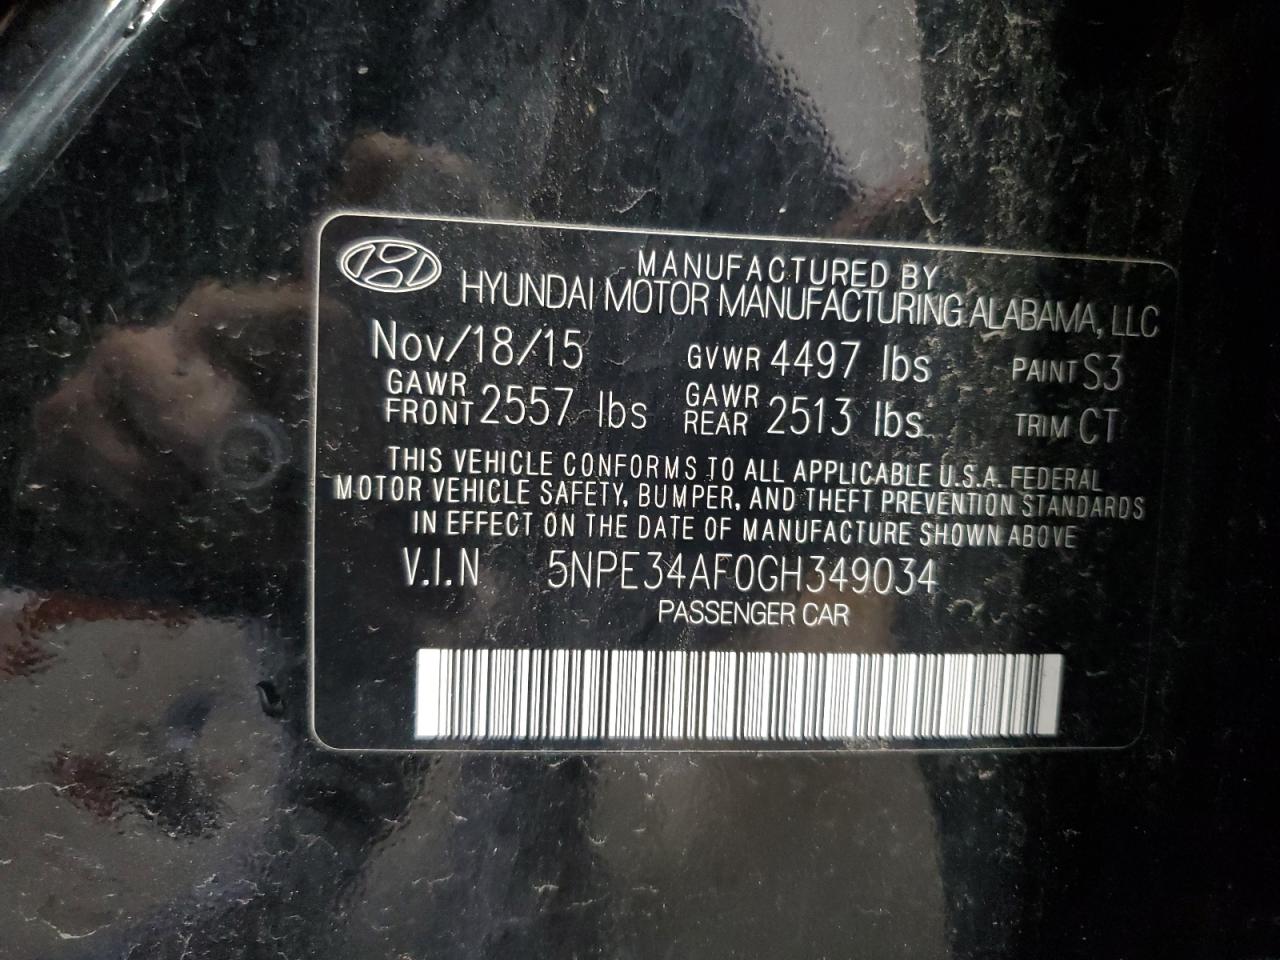 MANUFACTURED BY
HYUNDAI MOTOR MANUFACTURING ALABAMA, LLC
Nov/18/15 GVWR 4497 lbs PAINT S3
GAWR FRONT 2557 lbs GAWR REAR 2513 lbs TRIM CT
THIS VEHICLE CONFORMS TO ALL APPLICABLE U.S.A. FEDERAL
MOTOR VEHICLE SAFETY, BUMPER, AND THEFT PREVENTION STANDARDS
IN EFFECT ON THE DATE OF MANUFACTURE SHOWN ABOVE
V.I.N 5NPE34AF0GH349034
PASSENGER CAR